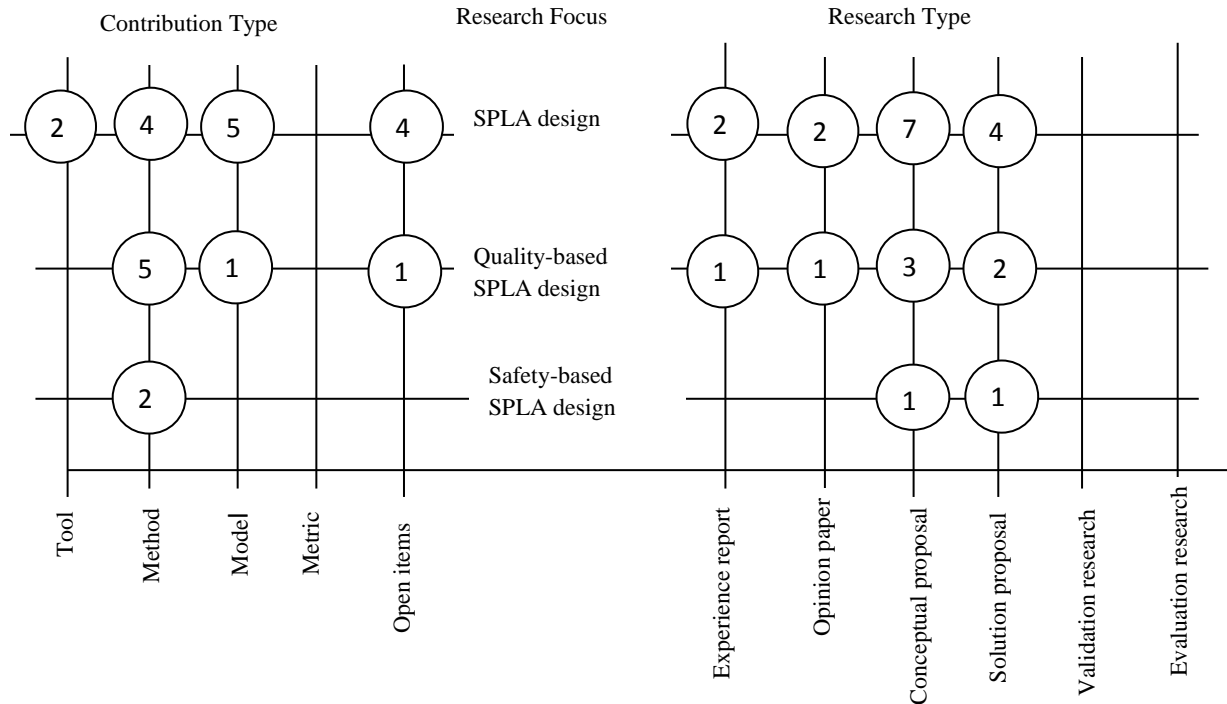 Contribution Type
Research Focus
Research Type
2
4
5
4
SPLA design
2
2
7
4
5
1
1
Quality-based
SPLA design
1
1
3
2
2
Safety-based
SPLA design
1
1
Tool
Method
Model
Metric
Open items
Experience report
Opinion paper
Conceptual proposal
Solution proposal
Validation research
Evaluation research